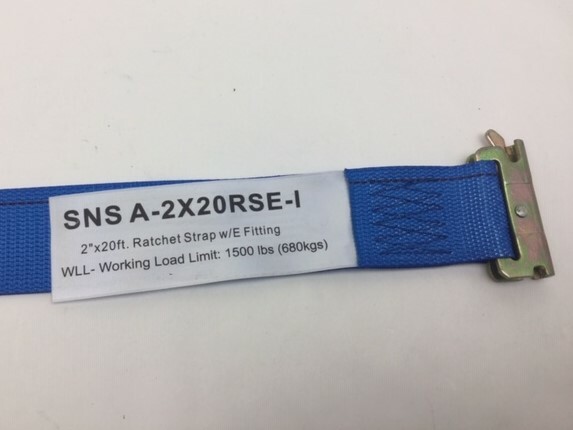 SNS A-2X20RSE-I
2"x20ft. Ratchet Strap w/E Fitting
WLL- Working Load Limit: 1500 lbs (680kgs)